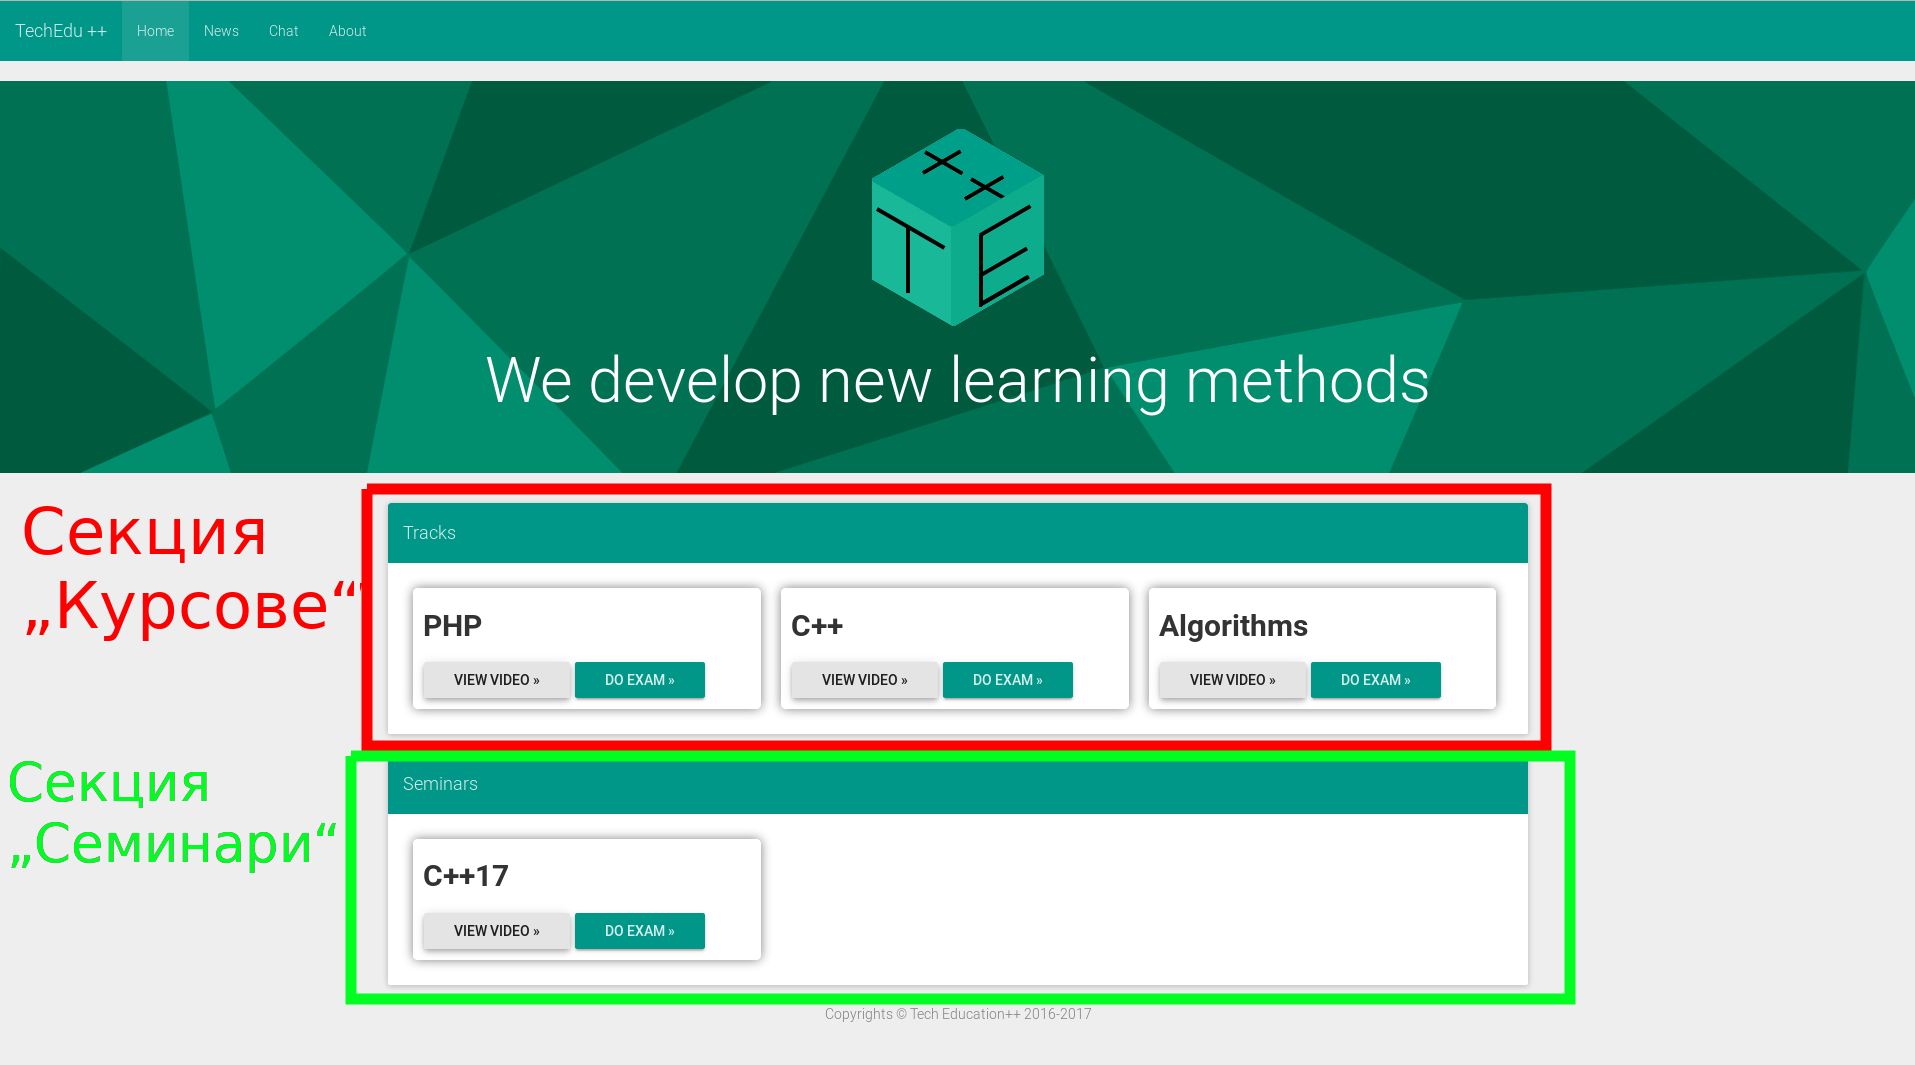 TechEdu ++ Home News Chat About
++
T E
We develop new learning methods
Секция
„Курсове“
Tracks
PHP C++ Algorithms
VIEW VIDEO » DO EXAM » VIEW VIDEO » DO EXAM » VIEW VIDEO » DO EXAM »
Секция
„Семинари“
Seminars
C++17
VIEW VIDEO » DO EXAM »
Copyrights © Tech Education++ 2016-2017